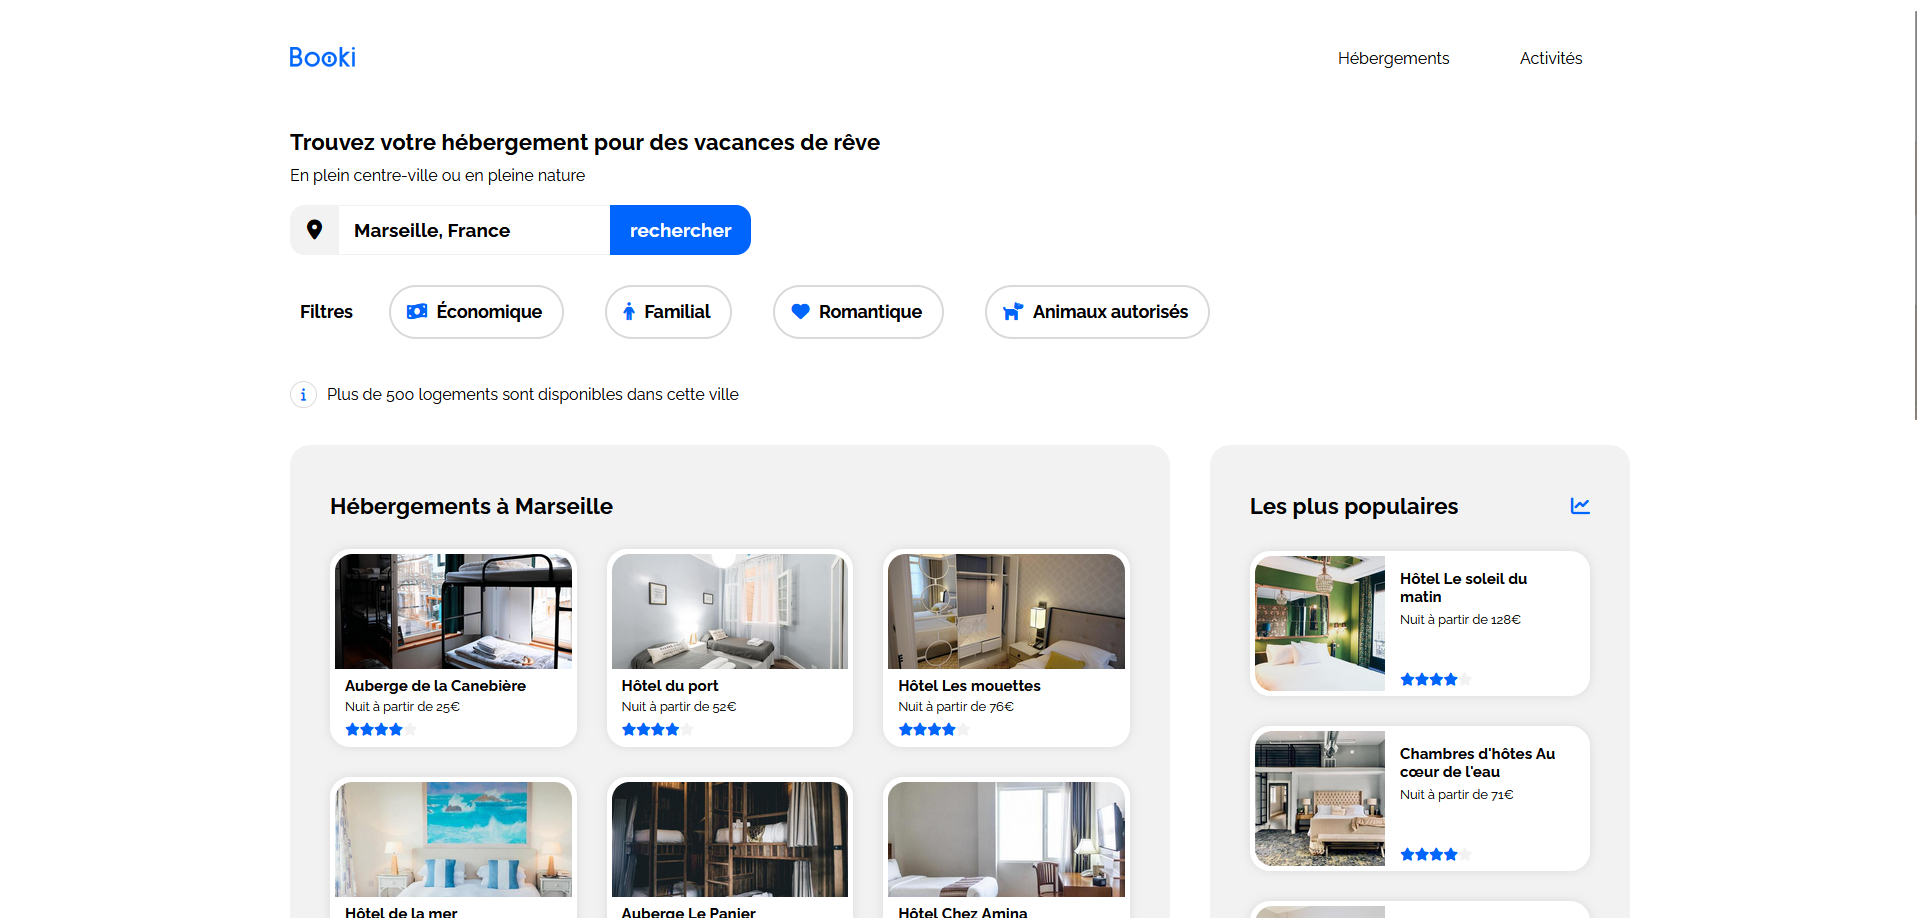 Booki
Hébergements
Activités
Trouvez votre hébergement pour des vacances de rêve
En plein centre-ville ou en pleine nature
Marseille, France
rechercher
Filtres
Économique
Familial
Romantique
Animaux autorisés
Plus de 500 logements sont disponibles dans cette ville
Hébergements à Marseille
Auberge de la Canebière
Nuit à partir de 25€
Hôtel du port
Nuit à partir de 52€
Hôtel Les mouettes
Nuit à partir de 76€
Hôtel de la mer
Auberge Le Panier
Hôtel Chez Amina
Les plus populaires
Hôtel Le soleil du
matin
Nuit à partir de 128€
Chambres d'hôtes Au
cœur de l'eau
Nuit à partir de 71€